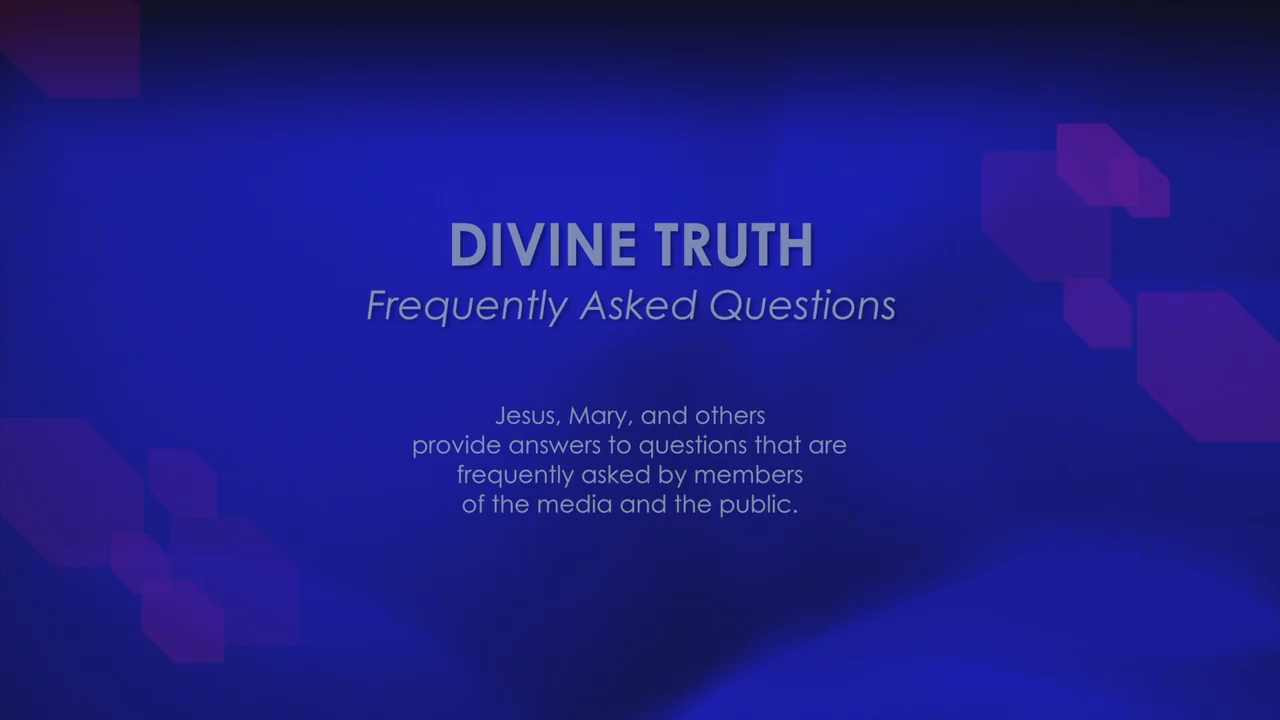 DIVINE TRUTH
Frequently Asked Questions
Jesus, Mary, and others
provide answers to questions that are
frequently asked by members
of the media and the public.